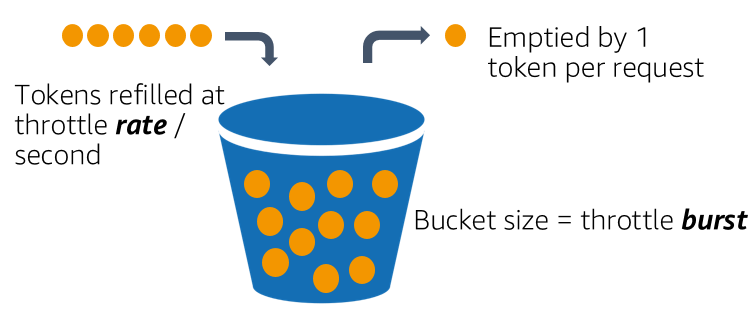 Tokens refilled at
throttle rate /
second
Emptied by 1
token per request
Bucket size = throttle burst